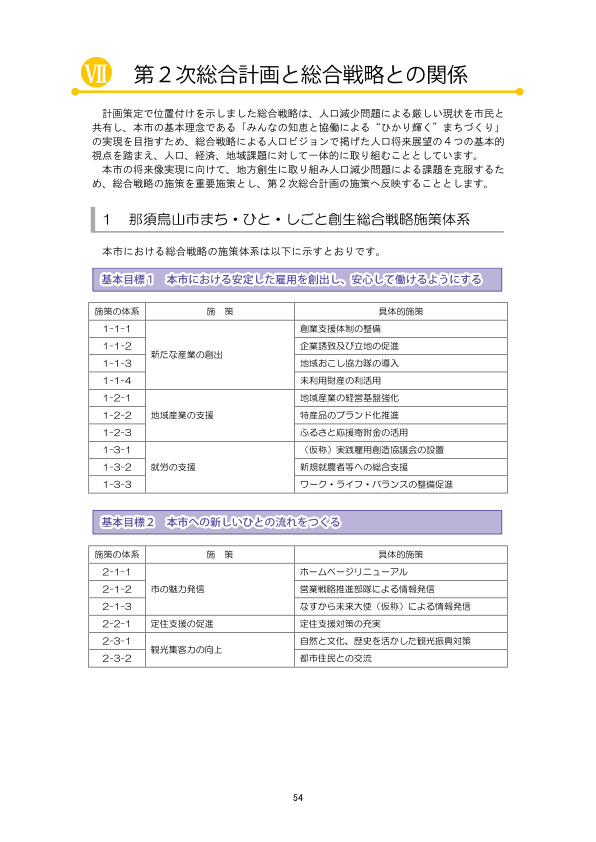 Ⅶ 第２次総合計画と総合戦略との関係
計画策定で位置付けを示しました総合戦略は、人口減少問題による厳しい現状を市民と
共有し、本市の基本理念である「みんなの知恵と協働による“ひかり輝く”まちづくり」
の実現を目指すため、総合戦略による人口ビジョンで掲げた人口将来展望の４つの基本的
視点を踏まえ、人口、経済、地域課題に対して一体的に取り組むこととしています。
本市の将来像実現に向けて、地方創生に取り組み人口減少問題による課題を克服するた
め、総合戦略の施策を重要施策とし、第２次総合計画の施策へ反映することとします。
１ 那須烏山市まち・ひと・しごと創生総合戦略施策体系
本市における総合戦略の施策体系は以下に示すとおりです。
基本目標１ 本市における安定した雇用を創出し、安心して働けるようにする
施策の体系 施 策 具体的施策
1-1-1 新たな産業の創出 創業支援体制の整備
1-1-2 企業誘致及び立地の促進
1-1-3 地域おこし協力隊の導入
1-1-4 未利用財産の利活用
1-2-1 地域産業の支援 地域産業の経営基盤強化
1-2-2 特産品のブランド化推進
1-2-3 ふるさと応援寄附金の活用
1-3-1 就労の支援 （仮称）実践雇用創造協議会の設置
1-3-2 新規就農者等への総合支援
1-3-3 ワーク・ライフ・バランスの整備促進
基本目標２ 本市への新しいひとの流れをつくる
施策の体系 施 策 具体的施策
2-1-1 市の魅力発信 ホームページリニューアル
2-1-2 営業戦略推進部隊による情報発信
2-1-3 なすから未来大使（仮称）による情報発信
2-2-1 定住支援の促進 定住支援対策の充実
2-3-1 観光集客力の向上 自然と文化、歴史を活かした観光振興対策
2-3-2 都市住民との交流
54